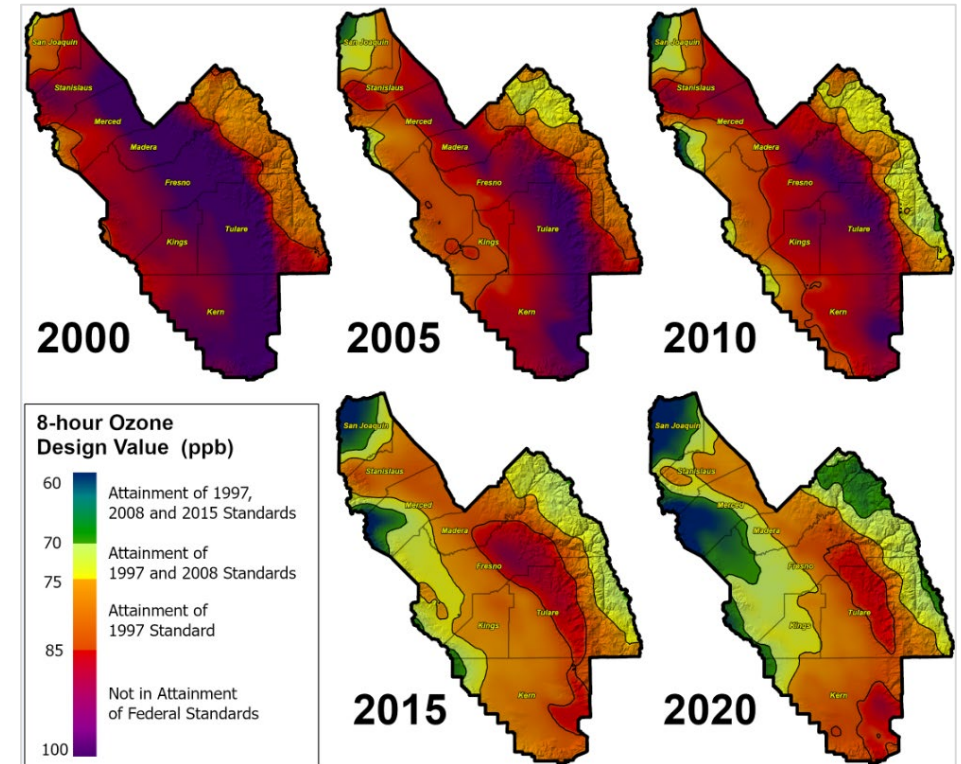 San Joaquin
Stanislaus
Merced
Madera
Fresno
Tulare
Kings
Kern
2000
San Joaquin
Stanislaus
Merced
Madera
Fresno
Tulare
Kings
Kern
2005
San Joaquin
Stanislaus
Merced
Madera
Fresno
Tulare
Kings
Kern
2010
8-hour Ozone
Design Value (ppb)
60
Attainment of 1997,
2008 and 2015 Standards
70
Attainment of
1997 and 2008 Standards
75
Attainment of
1997 Standard
85
Not in Attainment
of Federal Standards
100
San Joaquin
Stanislaus
Merced
Madera
Fresno
Tulare
Kings
Kern
2015
San Joaquin
Stanislaus
Merced
Madera
Fresno
Tulare
Kings
Kern
2020